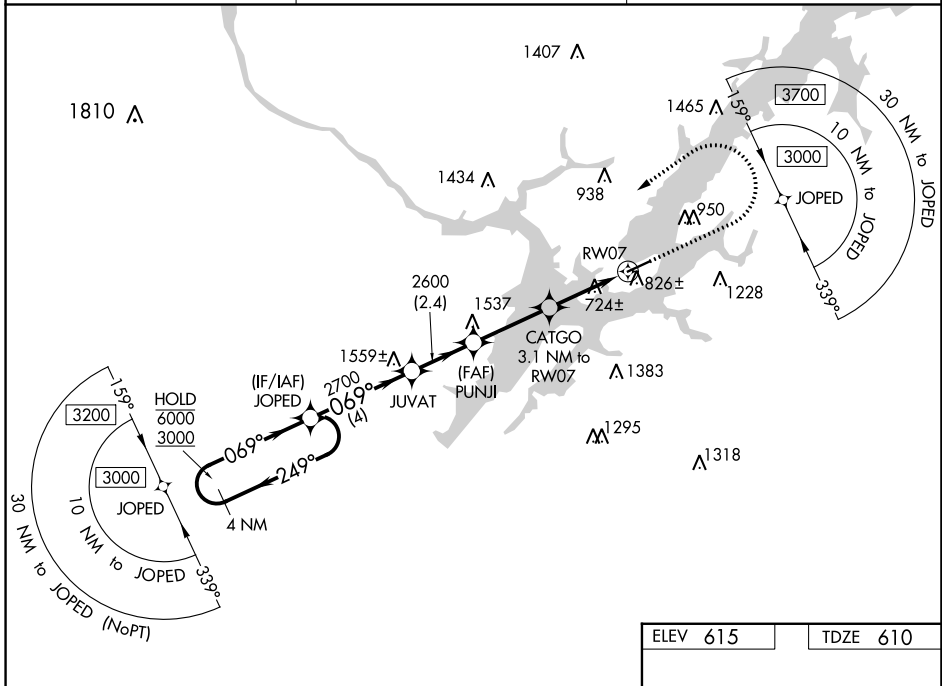 1407
1810
1465
159°
3700
30 NM to JOPED
3000
10 NM to JOPED
JOPED
339°
1434
938
950
RW07
826±
724±
1228
2600
(2.4)
1537
CATGO
3.1 NM to
RW07
1559±
(FAF)
PUNJI
1383
(IF/IAF)
JOPED
2700
069°
(4)
JUVAT
159°
3200
HOLD
6000
3000
069°
249°
4 NM
3000
JOPED
10 NM to JOPED
339°
30 NM to JOPED (NoPT)
1295
1318
ELEV 615
TDZE 610